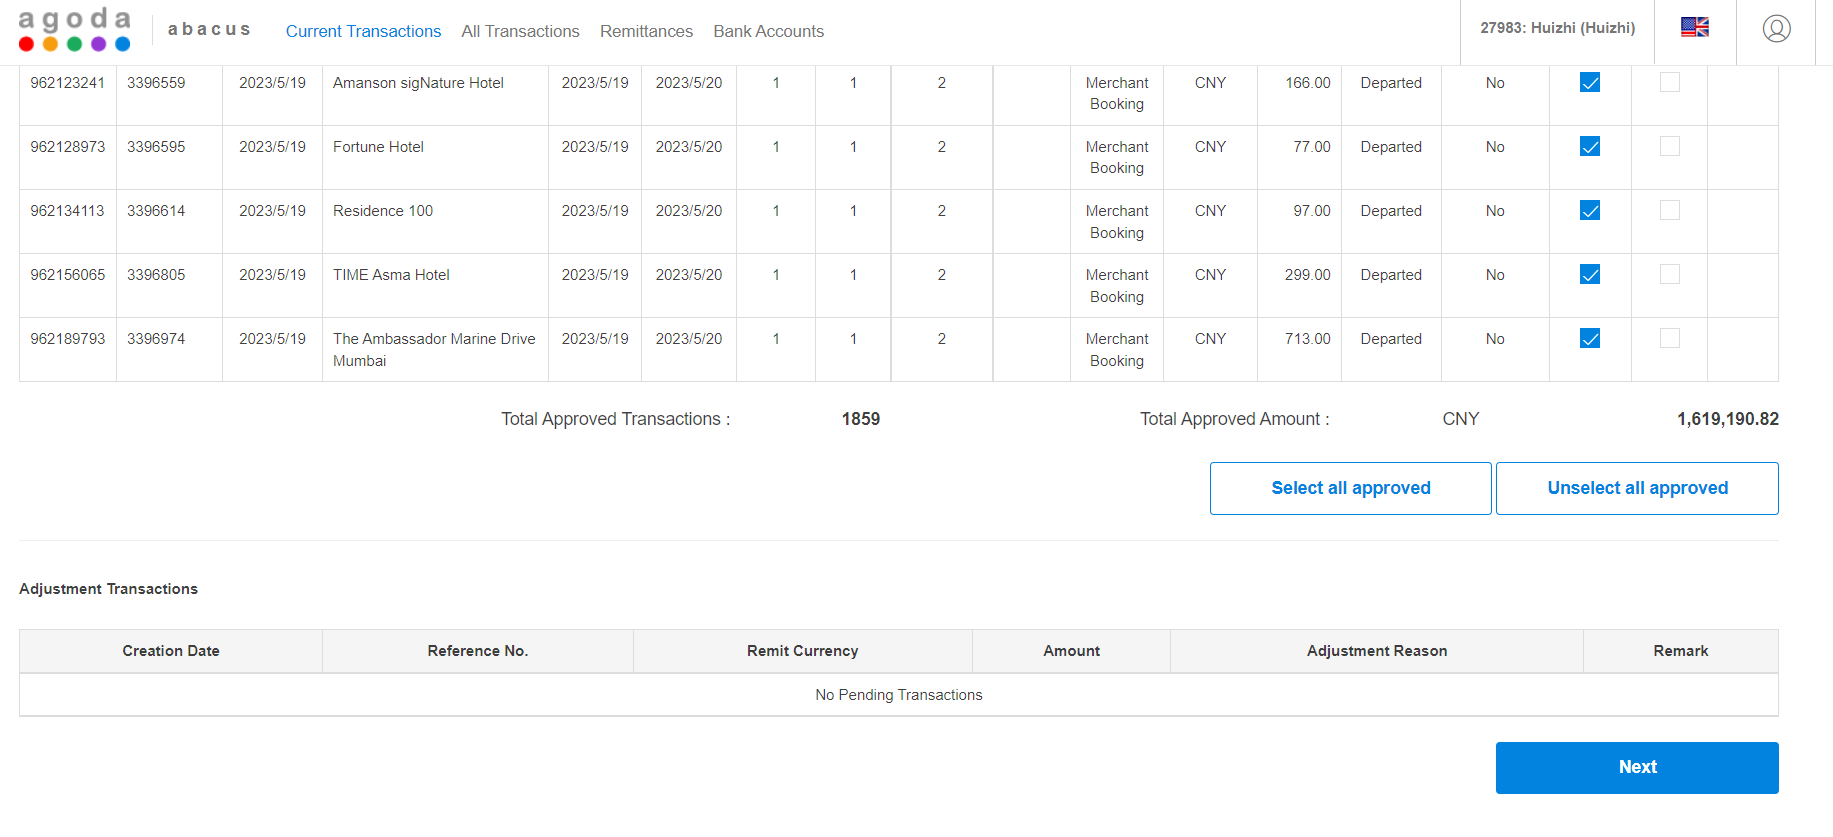 agoda abacus Current Transactions All Transactions Remittances Bank Accounts 27983: Huizhi (Huizhi)
962123241 3396559 2023/5/19 Amanson sigNature Hotel 2023/5/19 2023/5/20 1 1 2 Merchant Booking CNY 166.00 Departed No
962128973 3396595 2023/5/19 Fortune Hotel 2023/5/19 2023/5/20 1 1 2 Merchant Booking CNY 77.00 Departed No
962134113 3396614 2023/5/19 Residence 100 2023/5/19 2023/5/20 1 1 2 Merchant Booking CNY 97.00 Departed No
962156065 3396805 2023/5/19 TIME Asma Hotel 2023/5/19 2023/5/20 1 1 2 Merchant Booking CNY 299.00 Departed No
962189793 3396974 2023/5/19 The Ambassador Marine Drive Mumbai 2023/5/19 2023/5/20 1 1 2 Merchant Booking CNY 713.00 Departed No
Total Approved Transactions : 1859 Total Approved Amount : CNY 1,619,190.82
Select all approved Unselect all approved
Adjustment Transactions
Creation Date Reference No. Remit Currency Amount Adjustment Reason Remark
No Pending Transactions
Next